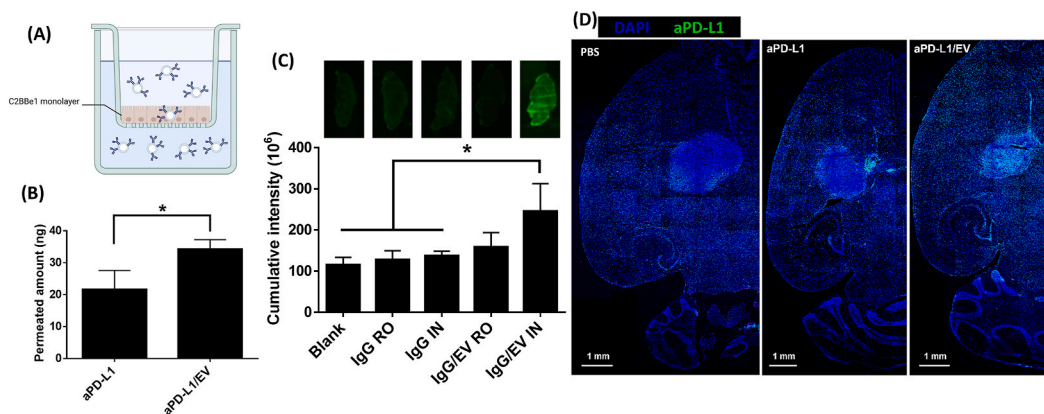 (A)
C2BBe1 monolayer
(B)
Permeated amount (ng)
40
30
20
10
0
*
aPD-L1
aPD-L1/EV
(C)
Cumulative intensity (10⁶)
400
300
200
100
0
*
Blank
IgG RO
IgG IN
IgG/EV RO
IgG/EV IN
(D)
DAPI aPD-L1
PBS
aPD-L1
aPD-L1/EV
1 mm
1 mm
1 mm